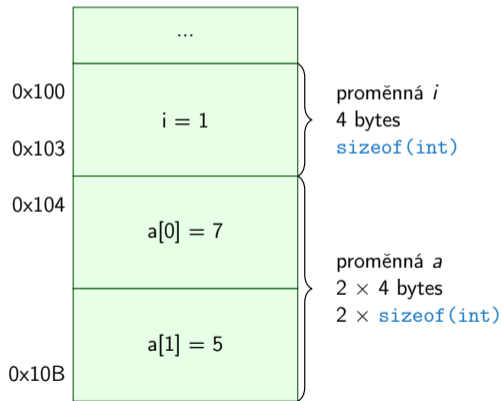 ...
0x100
i = 1
0x103
proměnná i
4 bytes
sizeof(int)
0x104
a[0] = 7
proměnná a
2 × 4 bytes
2 × sizeof(int)
a[1] = 5
0x10B